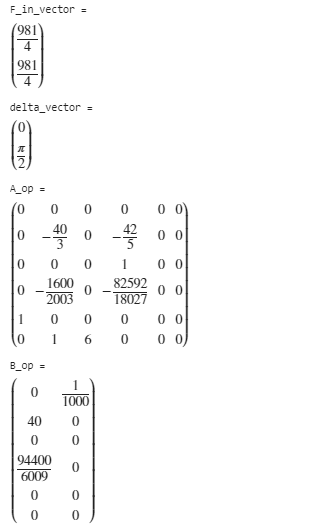 F_in_vector =
(981/4
981/4)
delta_vector =
(0
π/2)
A_op =
(0 0 0 0 0 0
0 -40/3 0 -42/5 0 0
0 0 0 1 0 0
0 -1600/2003 0 -82592/18027 0 0
1 0 0 0 0 0
0 1 6 0 0 0)
B_op =
(0 1/1000
40 0
0 0
94400/6009 0
0 0
0 0)